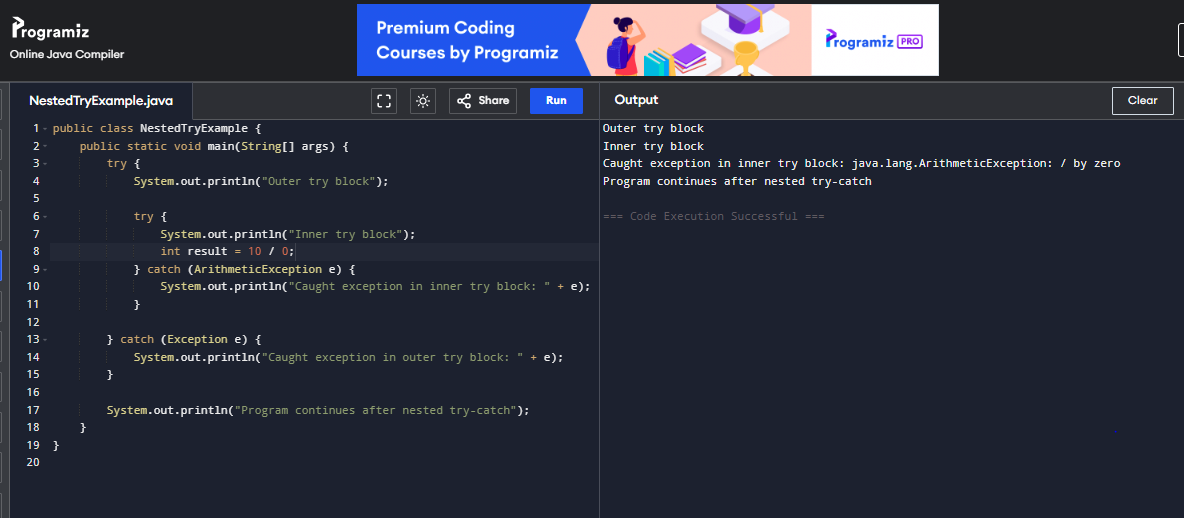 Programiz
Online Java Compiler
Premium Coding
Courses by Programiz
Programiz PRO
NestedTryExample.java
Share
Run
Output
Clear
1 public class NestedTryExample {
2 public static void main(String[] args) {
3 try {
4 System.out.println("Outer try block");
5
6 try {
7 System.out.println("Inner try block");
8 int result = 10 / 0;
9 } catch (ArithmeticException e) {
10 System.out.println("Caught exception in inner try block: " + e);
11 }
12
13 } catch (Exception e) {
14 System.out.println("Caught exception in outer try block: " + e);
15 }
16
17 System.out.println("Program continues after nested try-catch");
18 }
19 }
20
Outer try block
Inner try block
Caught exception in inner try block: java.lang.ArithmeticException: / by zero
Program continues after nested try-catch
=== Code Execution Successful ===